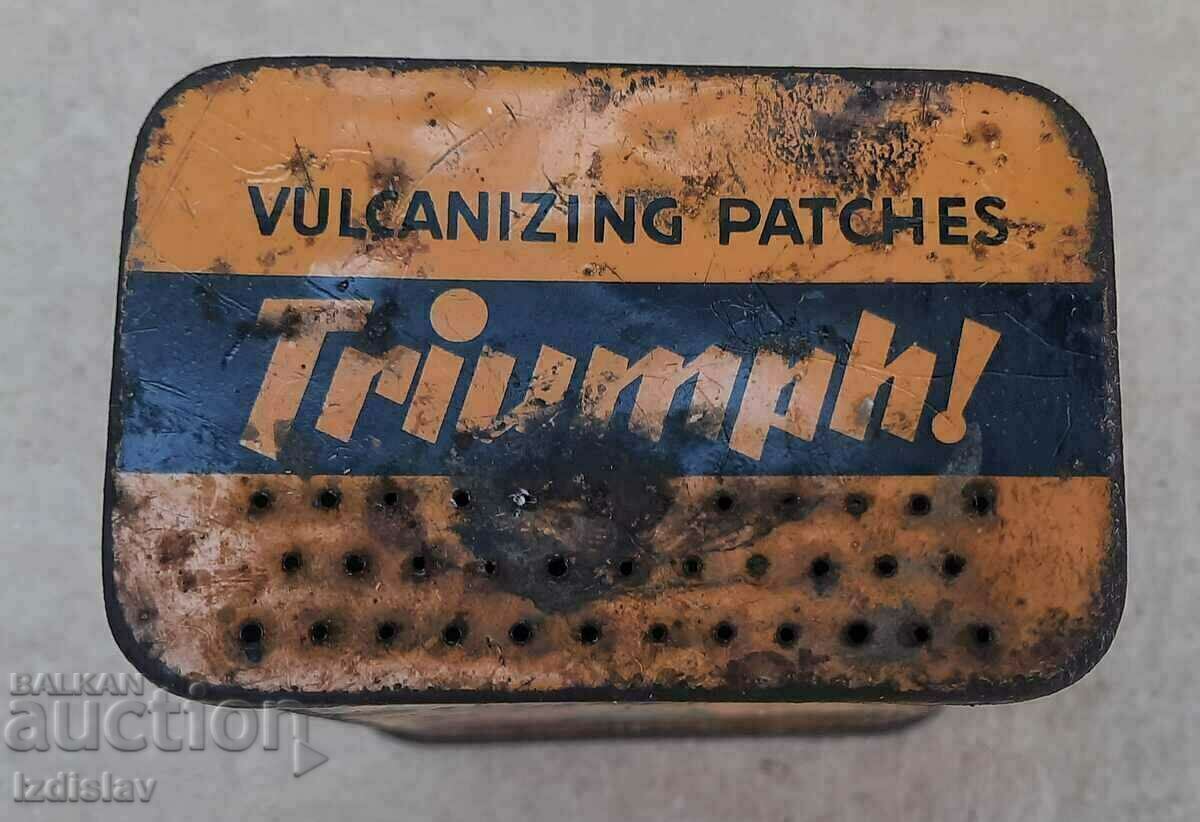 VULCANIZING PATCHES
Triumph!
BALKAN
auction
Izdislav